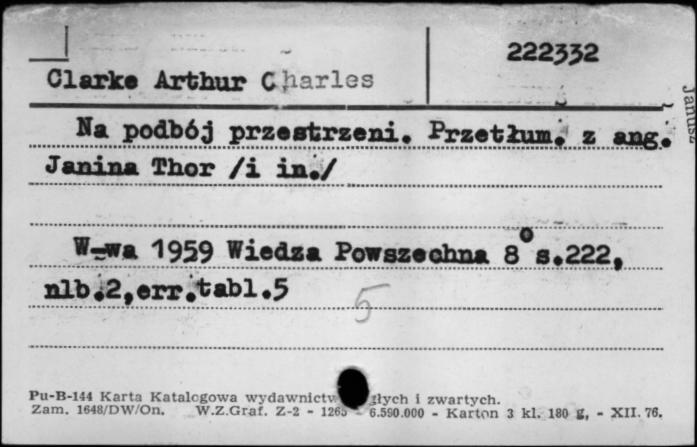 222332
Clarke Arthur Charles
Janusz
Na podbój przestrzeni. Przetłum. z ang.
Janina Thor /i in./
W-wa 1959 Wiedza Powszechna 8° s.222,
nlb.2,err.tabl.5
5
Pu-B-144 Karta Katalogowa wydawnictw i zwartych.
Zam. 1648/DW/On. W.Z.Graf. Z-2 - 1265 - 6.590.000 - Karton 3 kl. 180 g, - XII. 76.